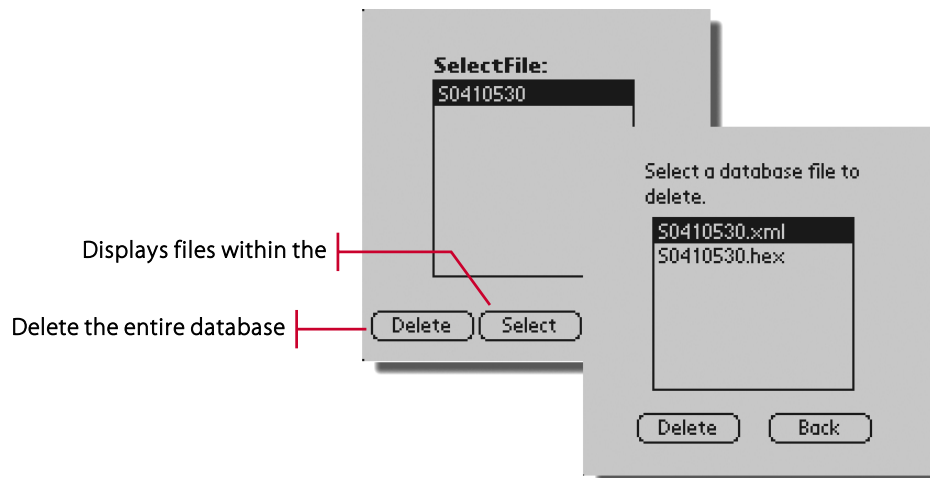 SelectFile:
S0410530
Select a database file to
delete.
S0410530.xml
S0410530.hex
Displays files within the
Delete the entire database
Delete
Select
Delete
Back